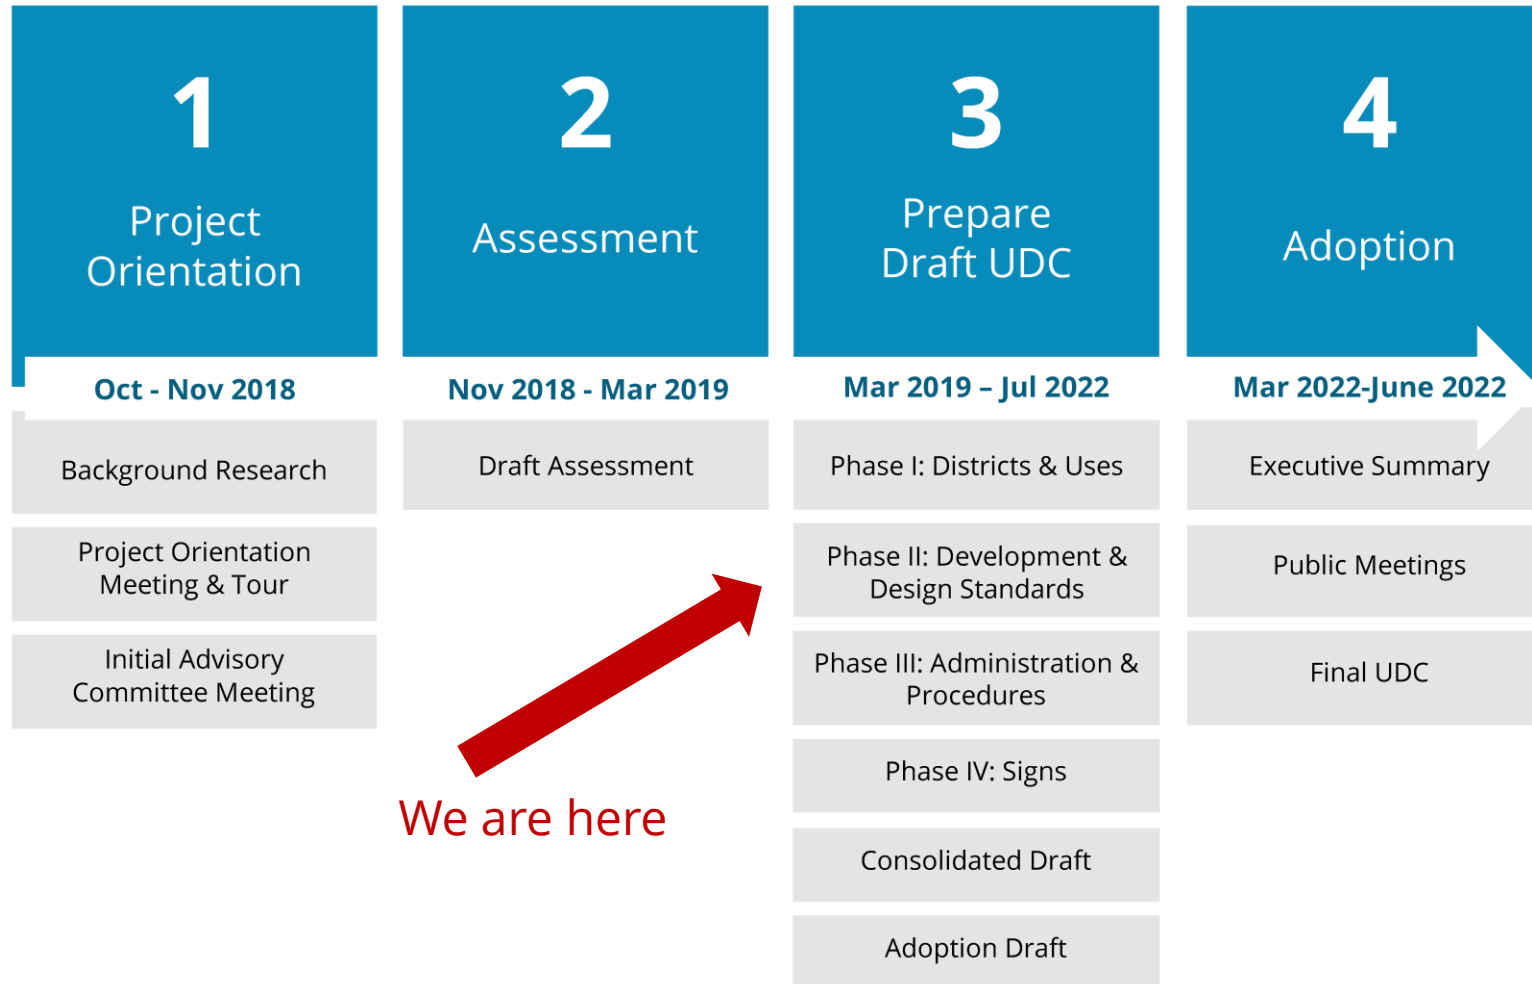 1
Project
Orientation
Oct - Nov 2018
Background Research
Project Orientation
Meeting & Tour
Initial Advisory
Committee Meeting
2
Assessment
Nov 2018 - Mar 2019
Draft Assessment
We are here
3
Prepare
Draft UDC
Mar 2019 – Jul 2022
Phase I: Districts & Uses
Phase II: Development &
Design Standards
Phase III: Administration &
Procedures
Phase IV: Signs
Consolidated Draft
Adoption Draft
4
Adoption
Mar 2022-June 2022
Executive Summary
Public Meetings
Final UDC